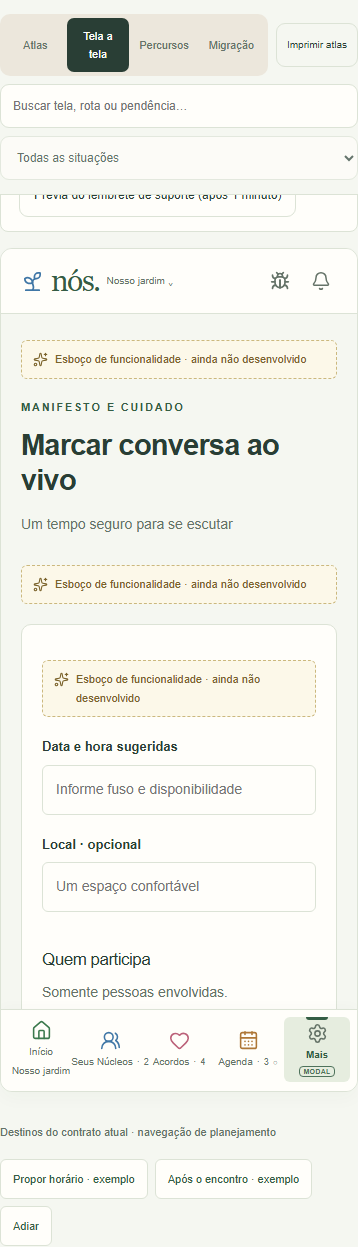 Atlas
Tela a
tela
Percursos
Migração
Imprimir atlas
Buscar tela, rota ou pendência…
Todas as situações
Prévia do lembrete de suporte (após 1 minuto)
nós.
Nosso jardim
Esboço de funcionalidade · ainda não desenvolvido
MANIFESTO E CUIDADO
Marcar conversa ao
vivo
Um tempo seguro para se escutar
Esboço de funcionalidade · ainda não desenvolvido
Esboço de funcionalidade · ainda não
desenvolvido
Data e hora sugeridas
Informe fuso e disponibilidade
Local · opcional
Um espaço confortável
Quem participa
Somente pessoas envolvidas.
Início
Nosso jardim
Seus Núcleos · 2
Acordos · 4
Agenda · 3
Mais
MODAL
Destinos do contrato atual · navegação de planejamento
Propor horário · exemplo
Após o encontro · exemplo
Adiar